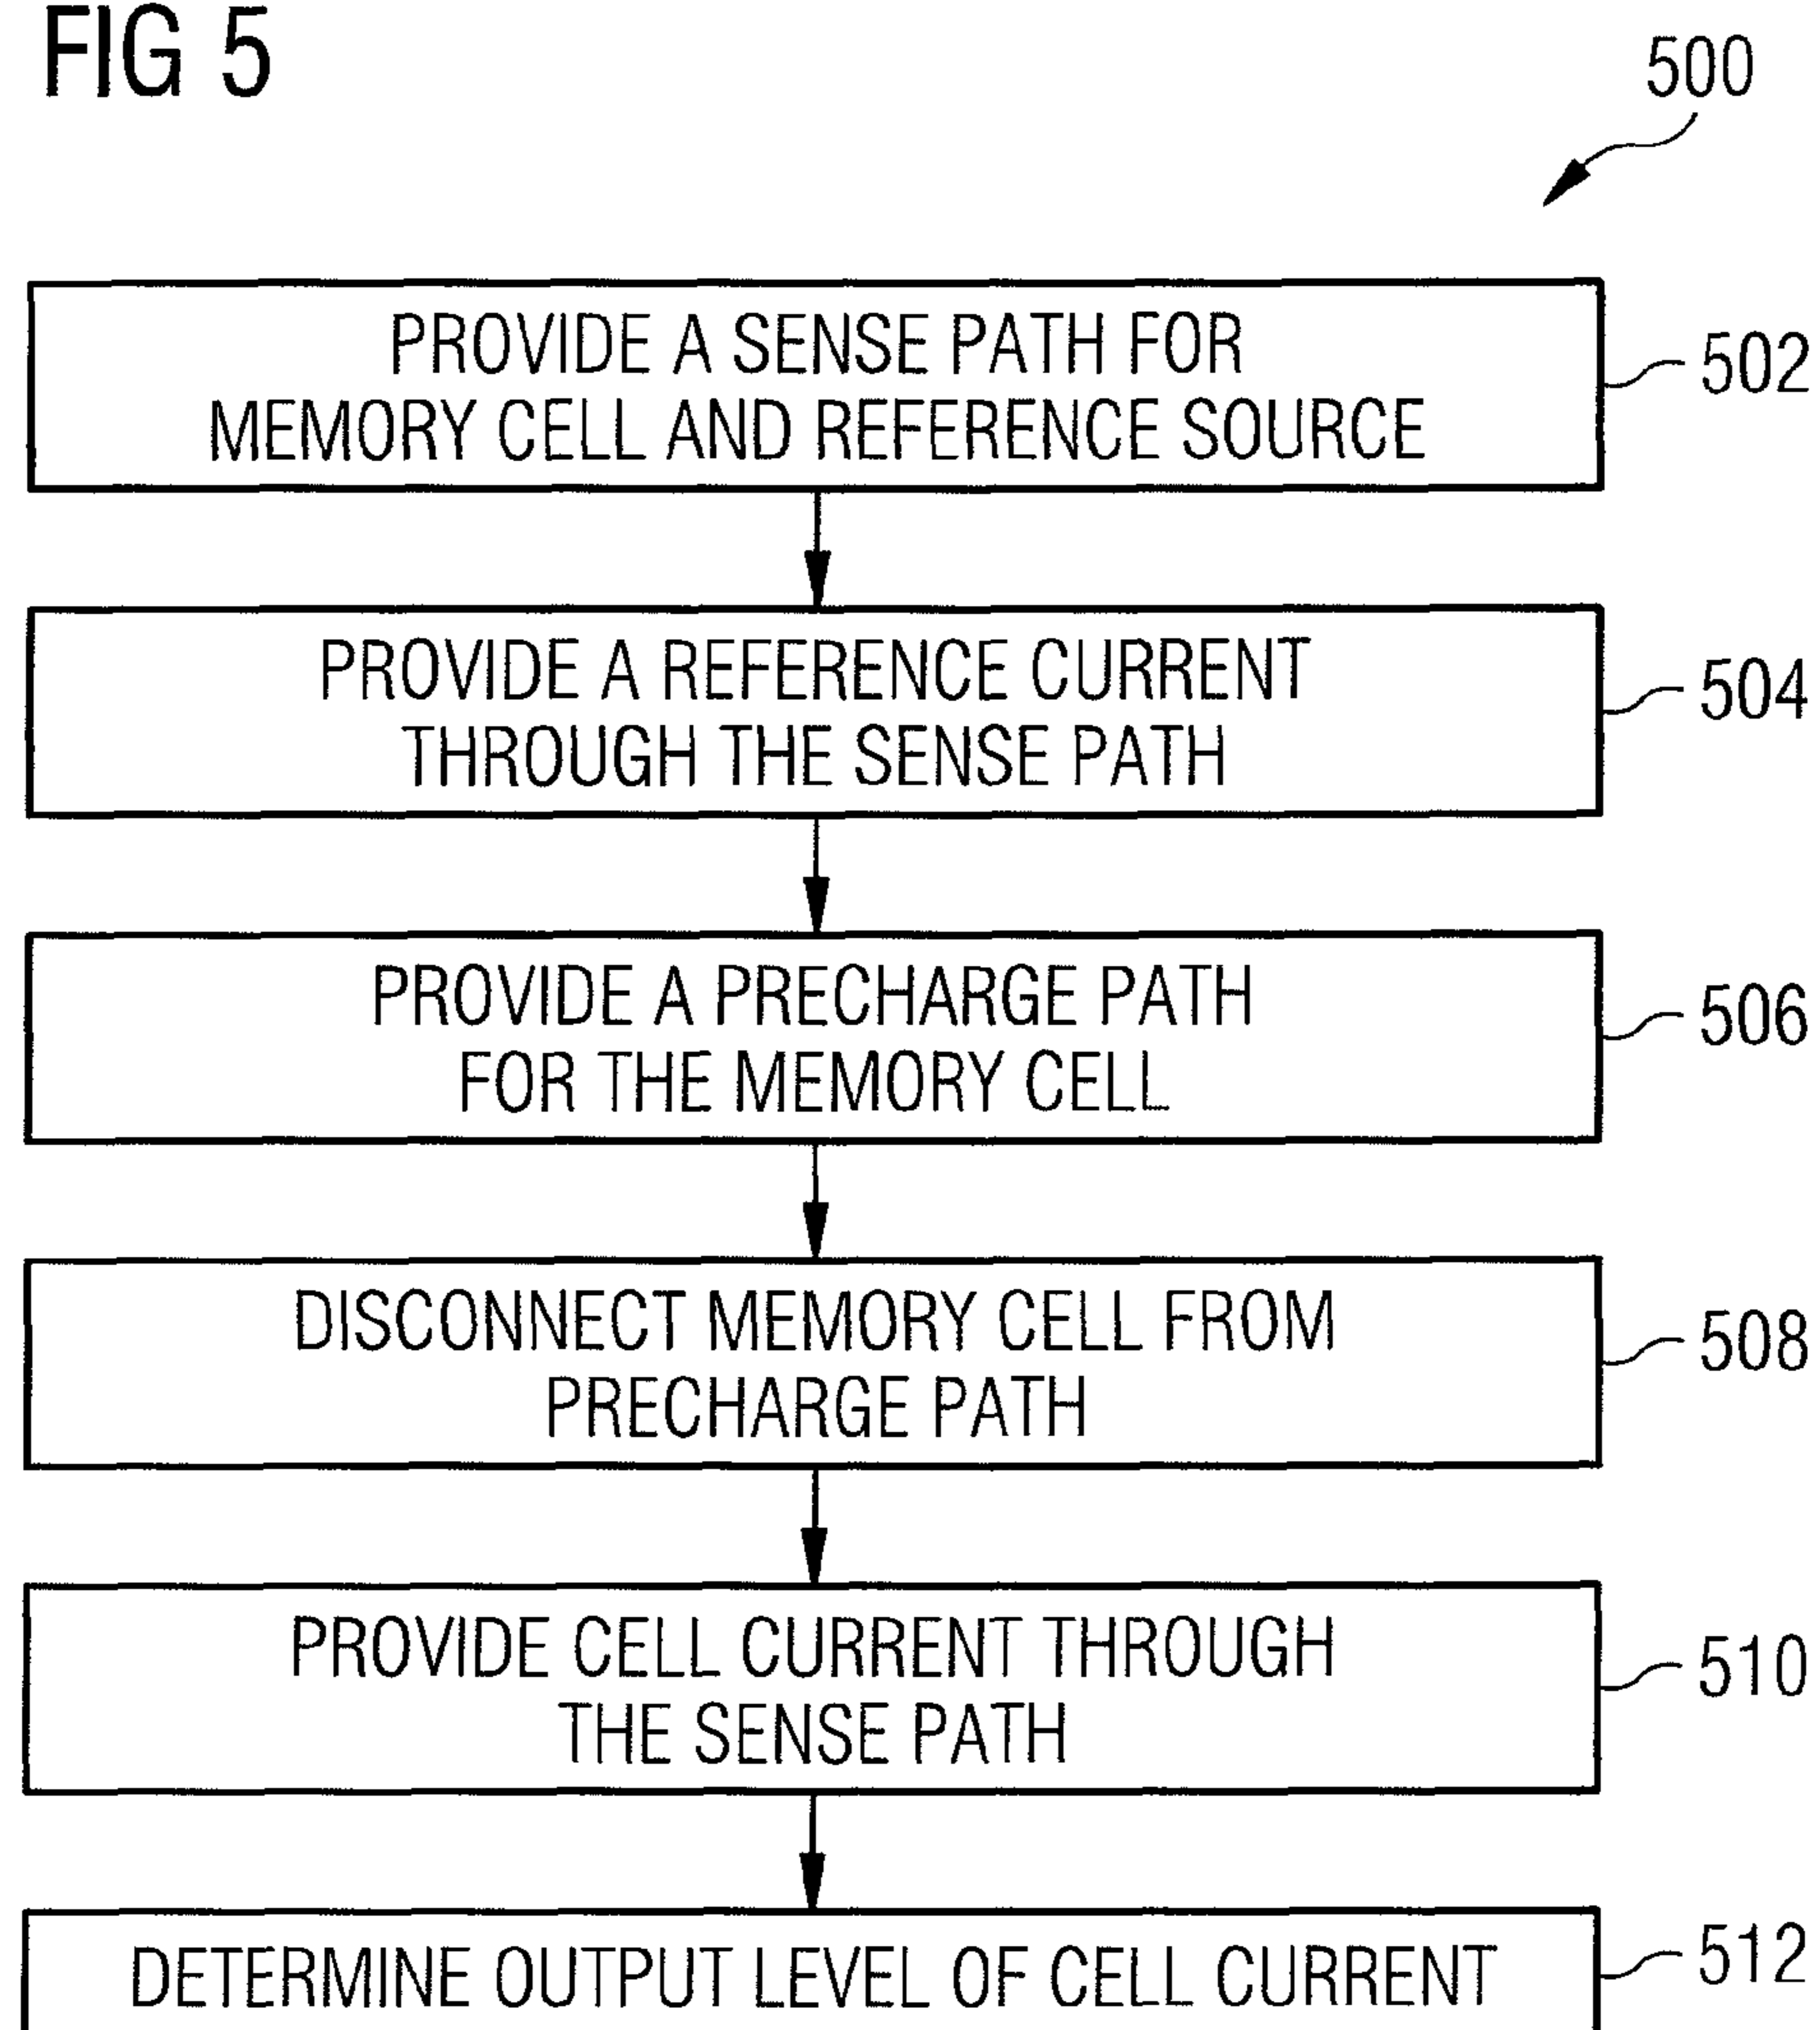 FIG 5
500
PROVIDE A SENSE PATH FOR
MEMORY CELL AND REFERENCE SOURCE
502
PROVIDE A REFERENCE CURRENT
THROUGH THE SENSE PATH
504
PROVIDE A PRECHARGE PATH
FOR THE MEMORY CELL
506
DISCONNECT MEMORY CELL FROM
PRECHARGE PATH
508
PROVIDE CELL CURRENT THROUGH
THE SENSE PATH
510
DETERMINE OUTPUT LEVEL OF CELL CURRENT
512